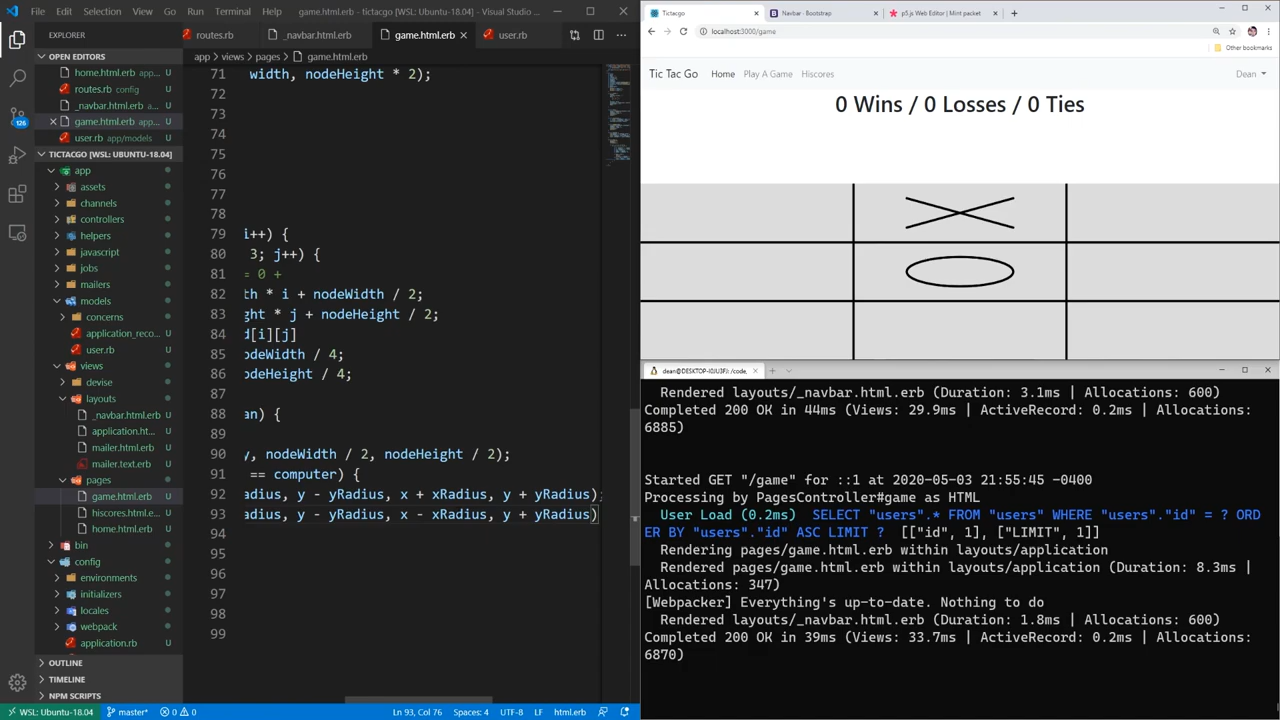 File Edit Selection View Go Run Terminal Help game.html.erb - tictacgo [WSL: Ubuntu-18.04] - Visual Studio ...
EXPLORER
OPEN EDITORS
home.html.erb app... U
routes.rb config U
_navbar.html.erb ap... U
game.html.erb app... U
user.rb app/models U
TICTACGO [WSL: UBUNTU-18.04]
app
assets
channels
controllers
helpers
javascript
jobs
mailers
models
concerns
application_reco... U
user.rb U
views
devise
layouts
_navbar.html.erb U
application.ht... U
mailer.html.erb U
mailer.text.erb U
pages
game.html.erb U
hiscores.html.erb U
home.html.erb U
bin
config
environments
initializers
locales
webpack
application.rb U
OUTLINE
TIMELINE
NPM SCRIPTS
routes.rb _navbar.html.erb game.html.erb user.rb
app > views > pages > game.html.erb
71 width, nodeHeight * 2);
72
73
74
75
76
77
78
79 i++) {
80 3; j++) {
81 = 0 +
82 th * i + nodeWidth / 2;
83 ght * j + nodeHeight / 2;
84 d[i][j]
85 odeWidth / 4;
86 odeHeight / 4;
87
88 an) {
89
90 y, nodeWidth / 2, nodeHeight / 2);
91 == computer) {
92 adius, y - yRadius, x + xRadius, y + yRadius);
93 adius, y - yRadius, x - xRadius, y + yRadius)
94
95
96
97
98
99
WSL: Ubuntu-18.04 master* 0 0 Ln 93, Col 76 Spaces: 4 UTF-8 LF html.erb
Tictacgo Navbar · Bootstrap p5.js Web Editor | Mint packet
localhost:3000/game
Other bookmarks
Tic Tac Go Home Play A Game Hiscores Dean
0 Wins / 0 Losses / 0 Ties
dean@DESKTOP-I0JU3FJ: /code,
Rendered layouts/_navbar.html.erb (Duration: 3.1ms | Allocations: 600)
Completed 200 OK in 44ms (Views: 29.9ms | ActiveRecord: 0.2ms | Allocations:
6885)
Started GET "/game" for ::1 at 2020-05-03 21:55:45 -0400
Processing by PagesController#game as HTML
User Load (0.2ms) SELECT "users".* FROM "users" WHERE "users"."id" = ? ORD
ER BY "users"."id" ASC LIMIT ? [["id", 1], ["LIMIT", 1]]
Rendering pages/game.html.erb within layouts/application
Rendered pages/game.html.erb within layouts/application (Duration: 8.3ms |
Allocations: 347)
[Webpacker] Everything's up-to-date. Nothing to do
Rendered layouts/_navbar.html.erb (Duration: 1.8ms | Allocations: 600)
Completed 200 OK in 39ms (Views: 33.7ms | ActiveRecord: 0.2ms | Allocations:
6870)